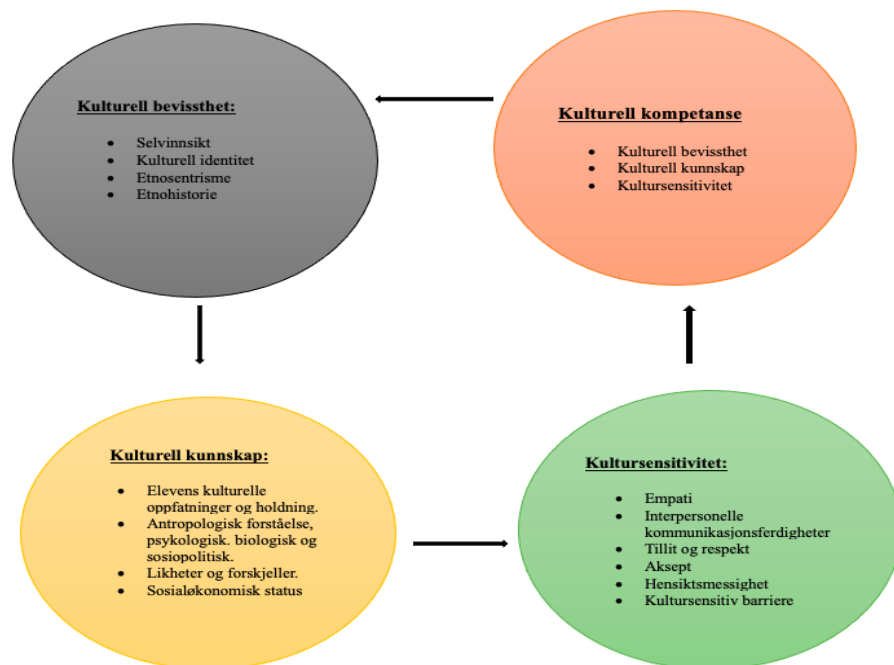 Kulturell bevissthet:
Selvinnsikt
Kulturell identitet
Etnosentrisme
Etnohistorie
Kulturell kompetanse
Kulturell bevissthet
Kulturell kunnskap
Kultursensitivitet
Kulturell kunnskap:
Elevens kulturelle
oppfatninger og holdning.
Antropologisk forståelse,
psykologisk. biologisk og
sosiopolitisk.
Likheter og forskjeller.
Sosialøkonomisk status
Kultursensitivitet:
Empati
Interpersonelle
kommunikasjonsferdigheter
Tillit og respekt
Aksept
Hensiktsmessighet
Kultursensitiv barriere